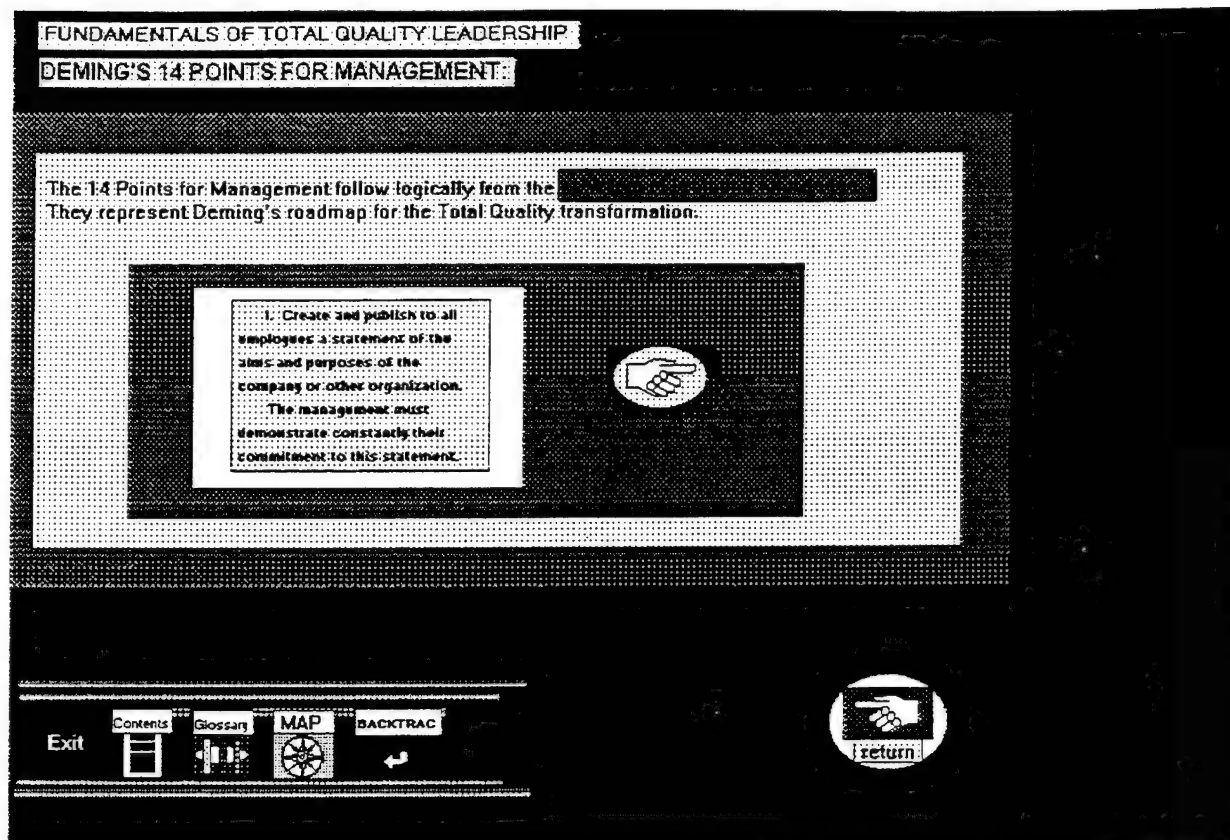 FUNDAMENTALS OF TOTAL QUALITY LEADERSHIP
DEMING'S 14 POINTS FOR MANAGEMENT
The 14 Points for Management follow logically from the
They represent Deming's roadmap for the Total Quality transformation.
1. Create and publish to all
employees a statement of the
aims and purposes of the
company or other organization.
The management must
demonstrate constantly their
commitment to this statement.
Exit
Contents
Glossary
MAP
BACKTRAC
return